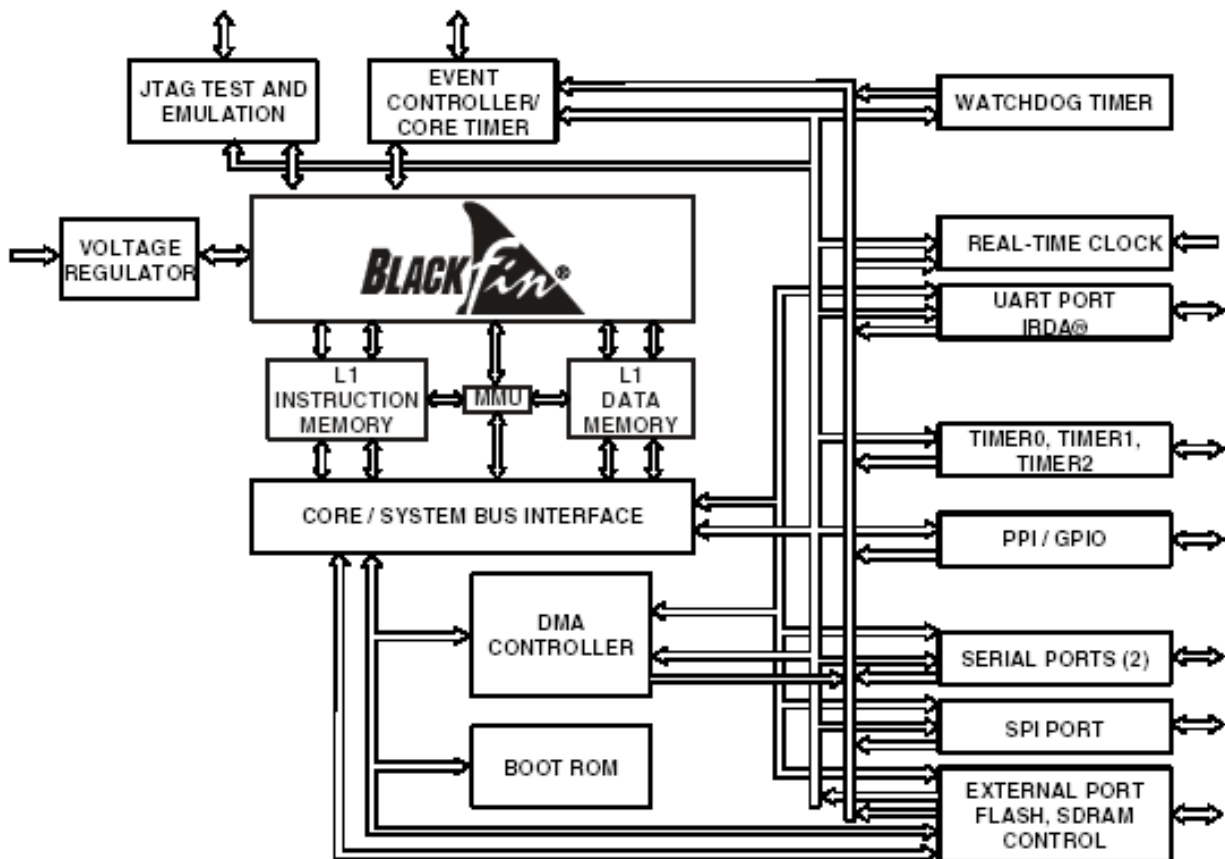 JTAG TEST AND
EMULATION
EVENT
CONTROLLER/
CORE TIMER
WATCHDOG TIMER
VOLTAGE
REGULATOR
BLACKfin®
REAL-TIME CLOCK
UART PORT
IRDA®
L1
INSTRUCTION
MEMORY
MMU
L1
DATA
MEMORY
TIMER0, TIMER1,
TIMER2
CORE / SYSTEM BUS INTERFACE
PPI / GPIO
DMA
CONTROLLER
SERIAL PORTS (2)
SPI PORT
BOOT ROM
EXTERNAL PORT
FLASH, SDRAM
CONTROL